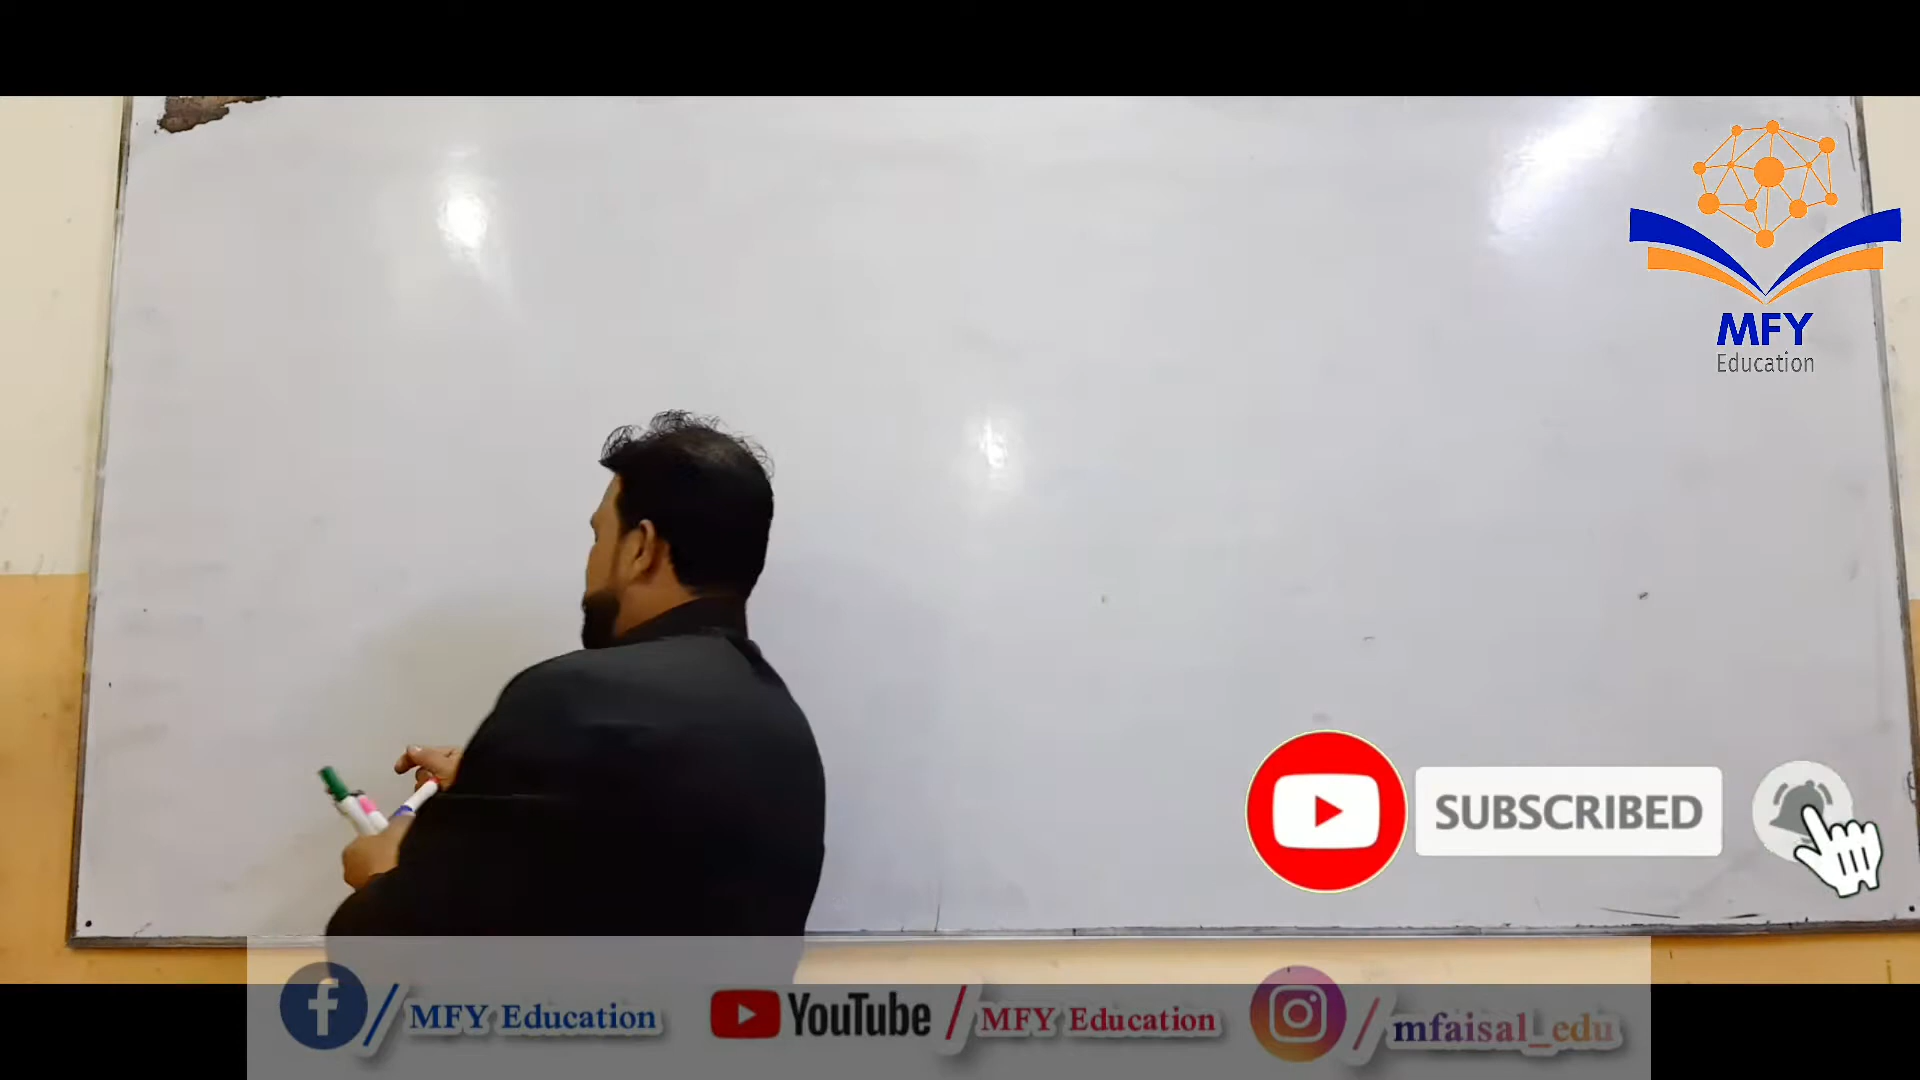 MFY
Education
SUBSCRIBED
/ MFY Education
YouTube / MFY Education
/ mfaisal_edu